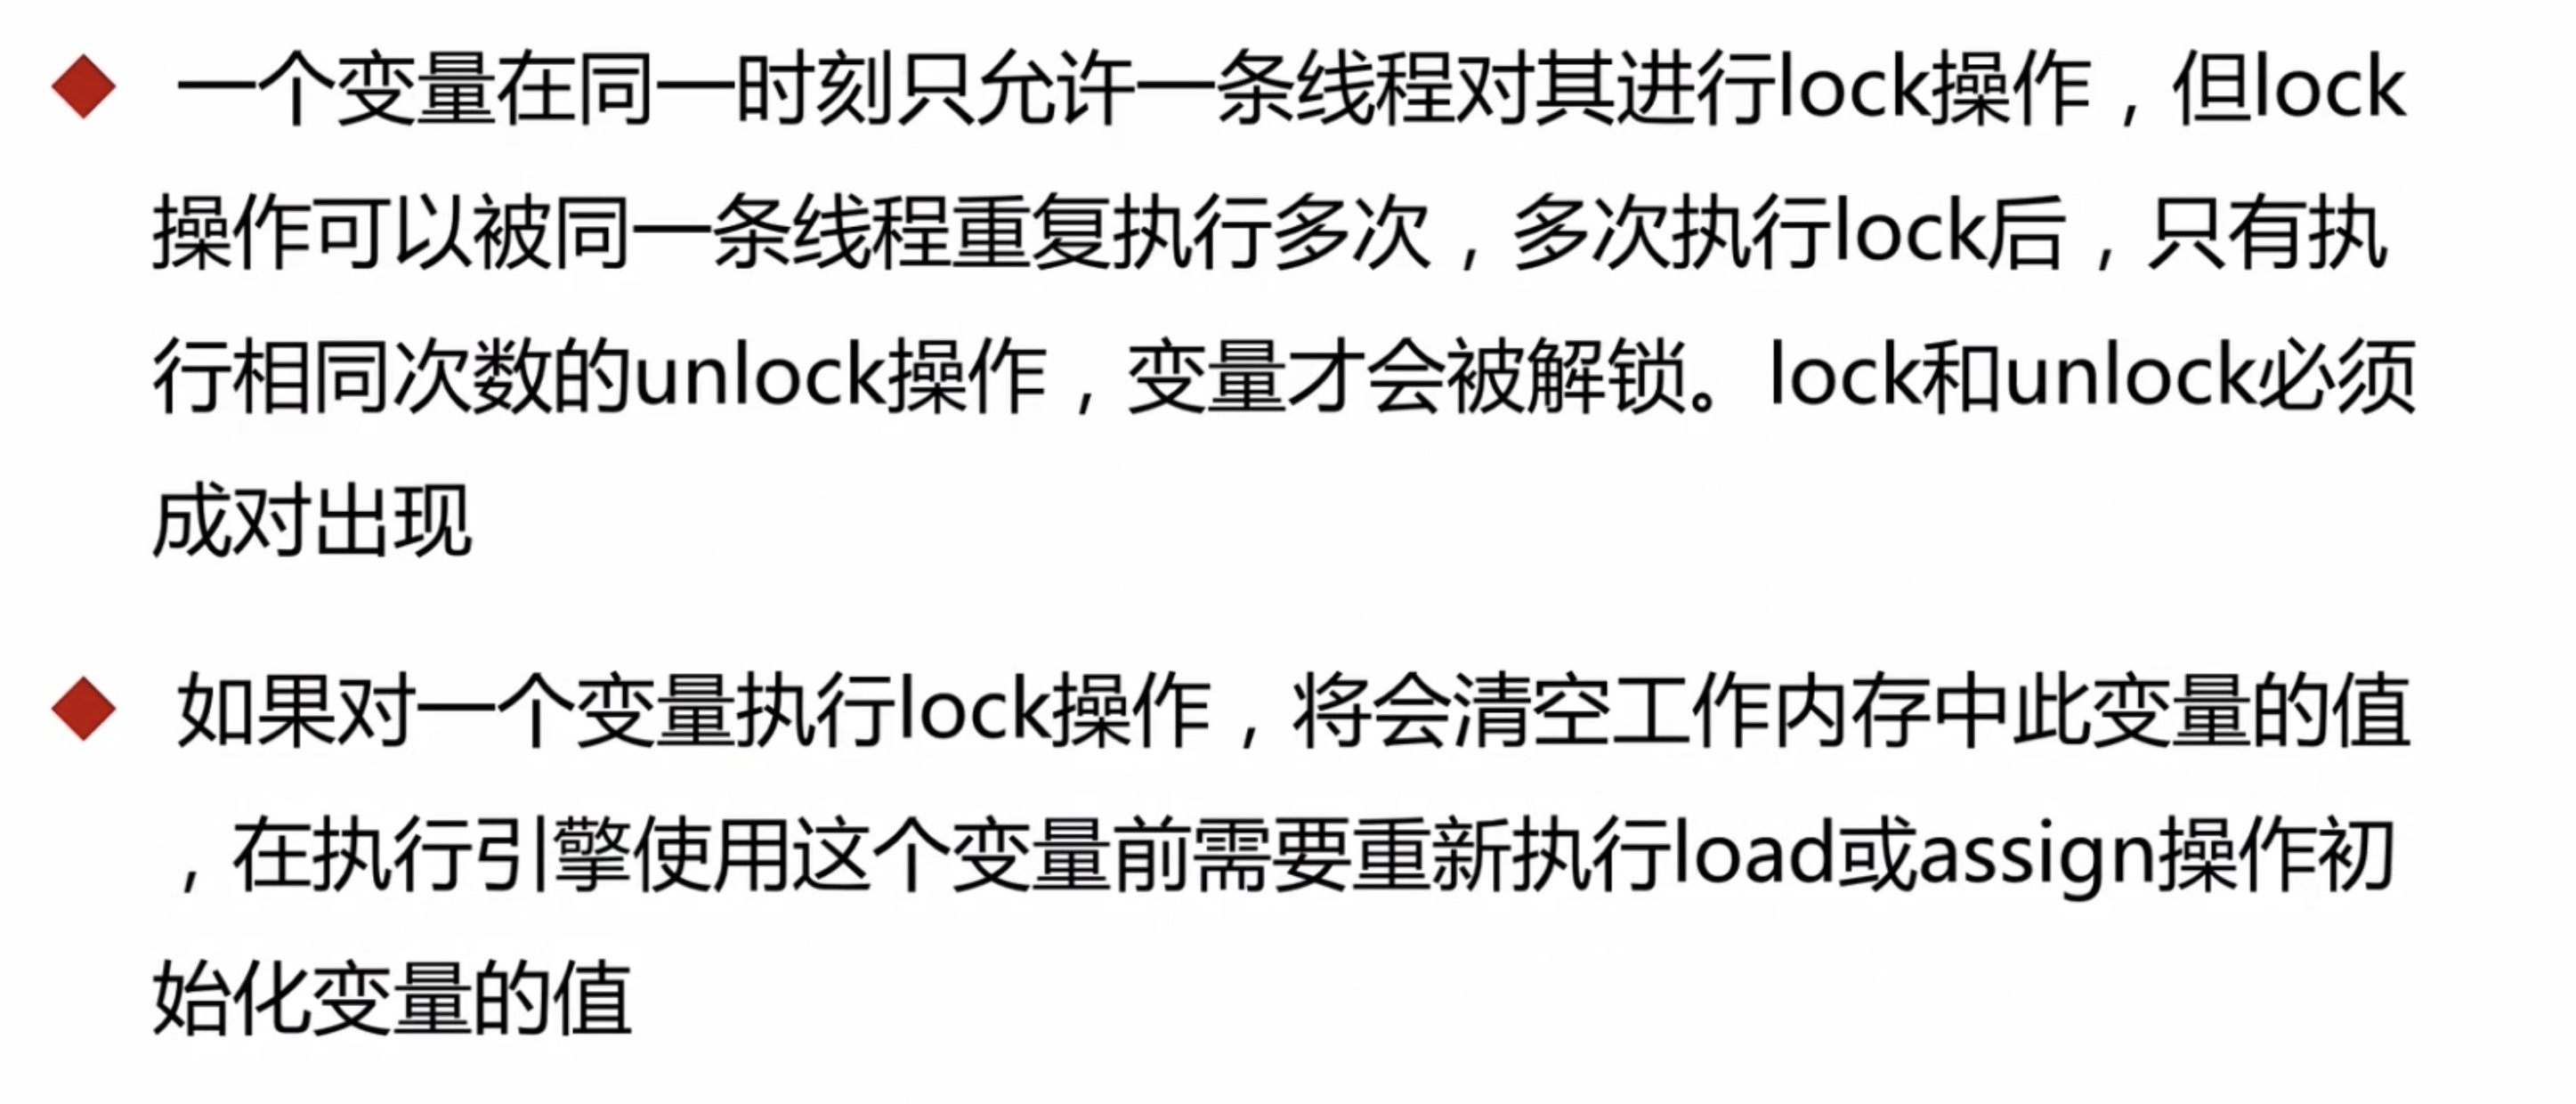 一个变量在同一时刻只允许一条线程对其进行lock操作，但lock
操作可以被同一条线程重复执行多次，多次执行lock后，只有执
行相同次数的unlock操作，变量才会被解锁。lock和unlock必须
成对出现
如果对一个变量执行lock操作，将会清空工作内存中此变量的值
，在执行引擎使用这个变量前需要重新执行load或assign操作初
始化变量的值